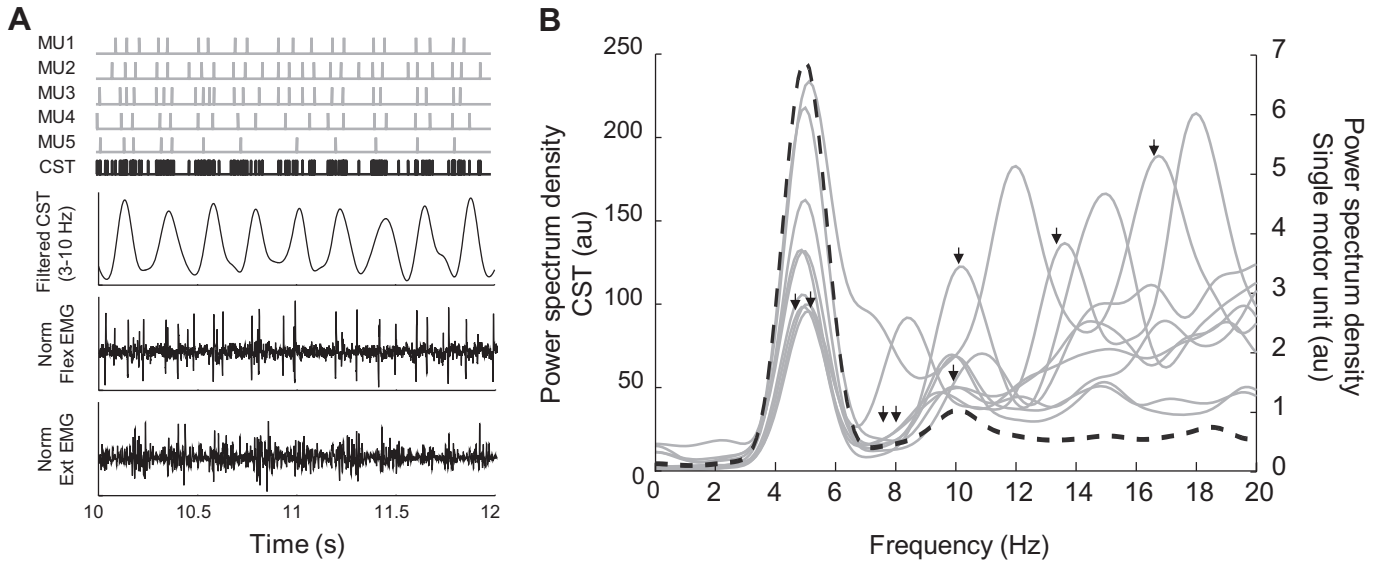 A
MU1
MU2
MU3
MU4
MU5
CST
Filtered CST
(3-10 Hz)
Norm
Flex EMG
Norm
Ext EMG
10
10.5
11
11.5
12
Time (s)
B
250
200
150
100
50
0
Power spectrum density
CST (au)
7
6
5
4
3
2
1
0
Power spectrum density
Single motor unit (au)
0
2
4
6
8
10
12
14
16
18
20
Frequency (Hz)